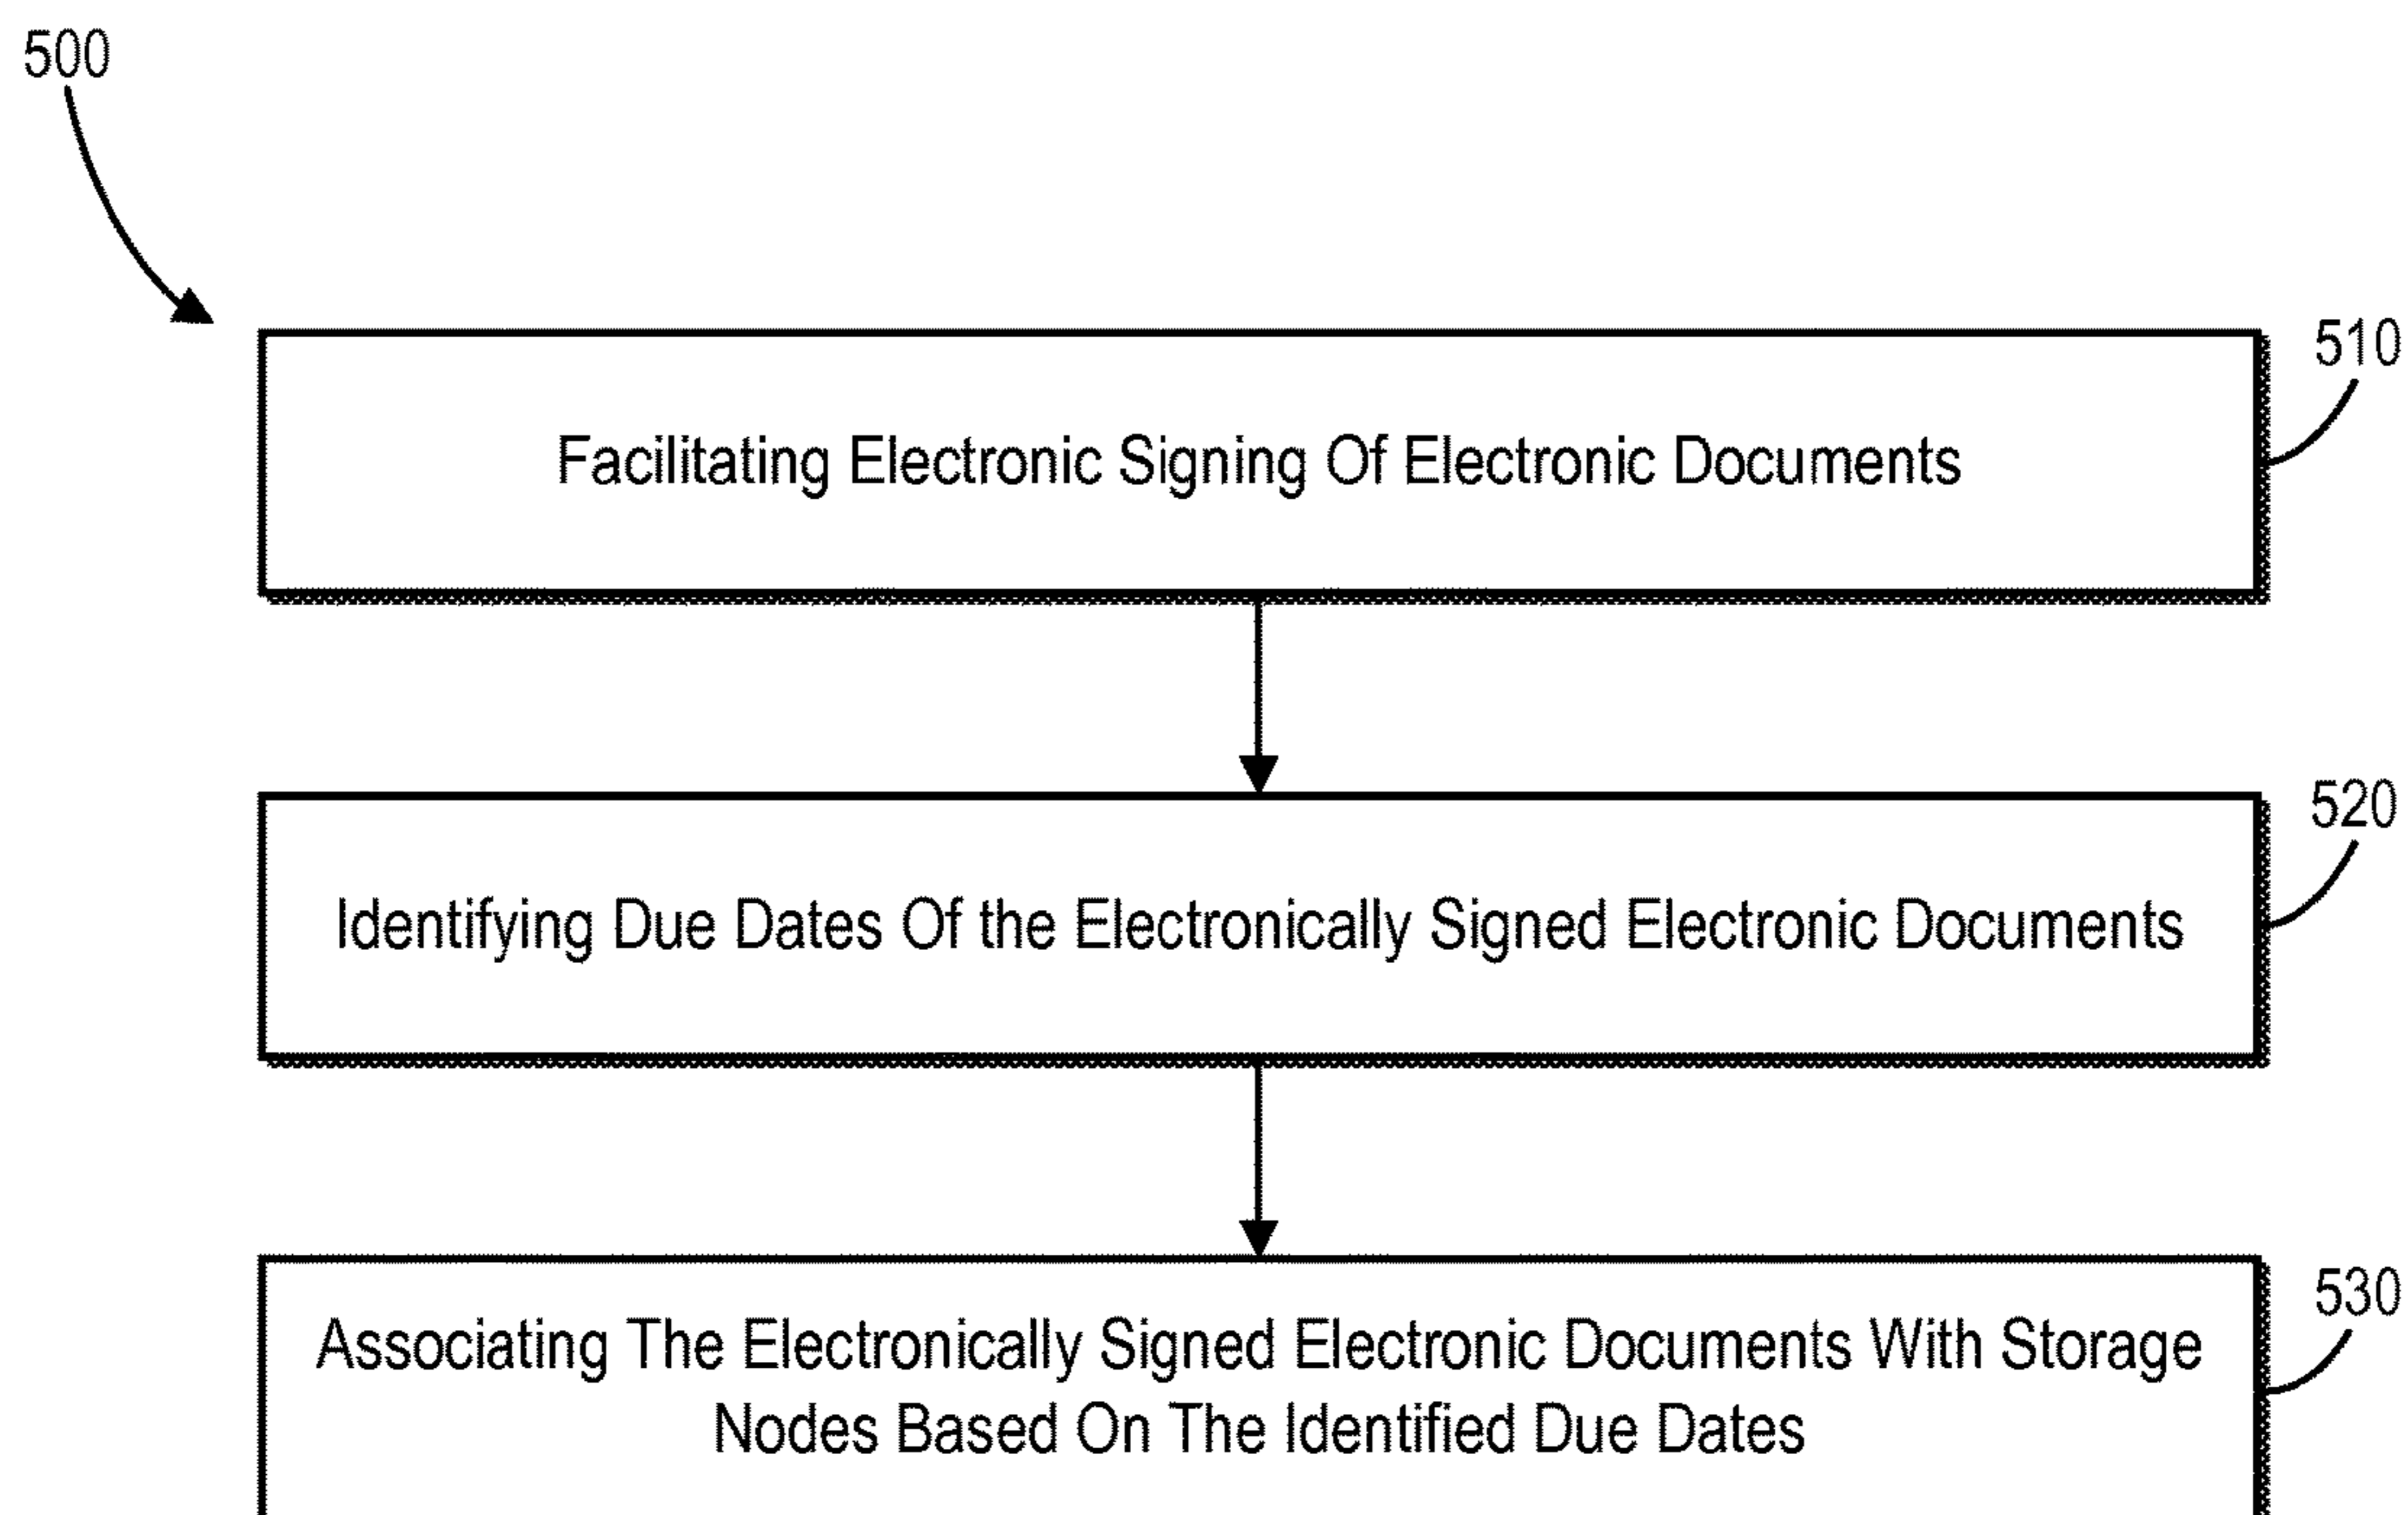 500
510
Facilitating Electronic Signing Of Electronic Documents
520
Identifying Due Dates Of the Electronically Signed Electronic Documents
530
Associating The Electronically Signed Electronic Documents With Storage
Nodes Based On The Identified Due Dates